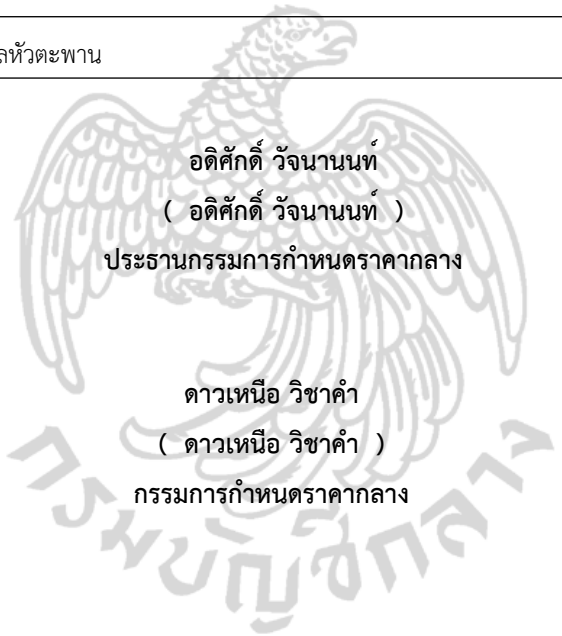 ลหัวตะพาน
อดิศักดิ์ วัจนานนท์
( อดิศักดิ์ วัจนานนท์ )
ประธานกรรมการกำหนดราคากลาง
ดาวเหนือ วิชาคำ
( ดาวเหนือ วิชาคำ )
กรรมการกำหนดราคากลาง
กรมบัญชีกลาง